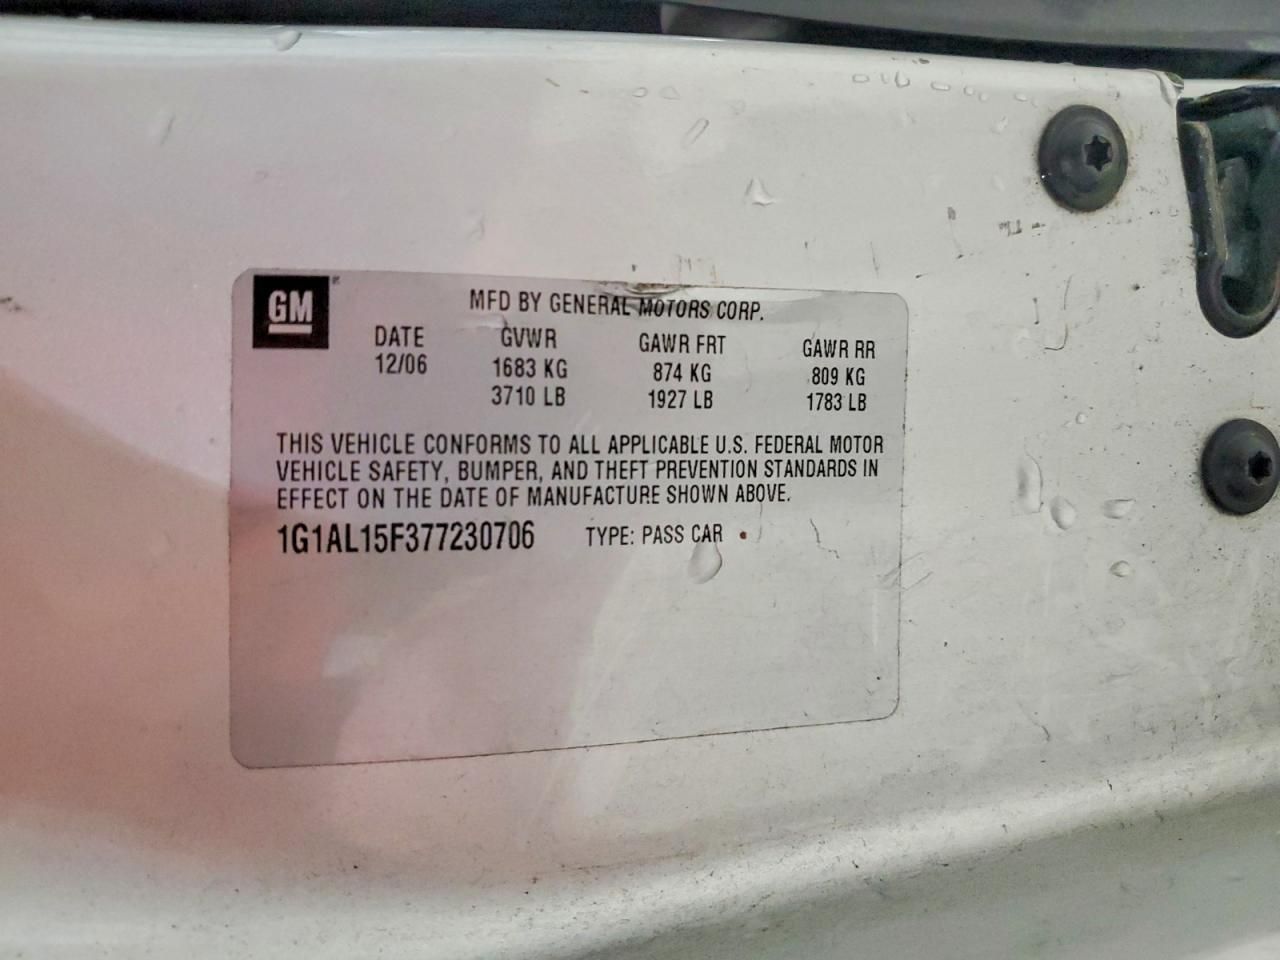 GM
MFD BY GENERAL MOTORS CORP.
DATE GVWR GAWR FRT GAWR RR
12/06 1683 KG 874 KG 809 KG
3710 LB 1927 LB 1783 LB
THIS VEHICLE CONFORMS TO ALL APPLICABLE U.S. FEDERAL MOTOR
VEHICLE SAFETY, BUMPER, AND THEFT PREVENTION STANDARDS IN
EFFECT ON THE DATE OF MANUFACTURE SHOWN ABOVE.
1G1AL15F377230706 TYPE: PASS CAR